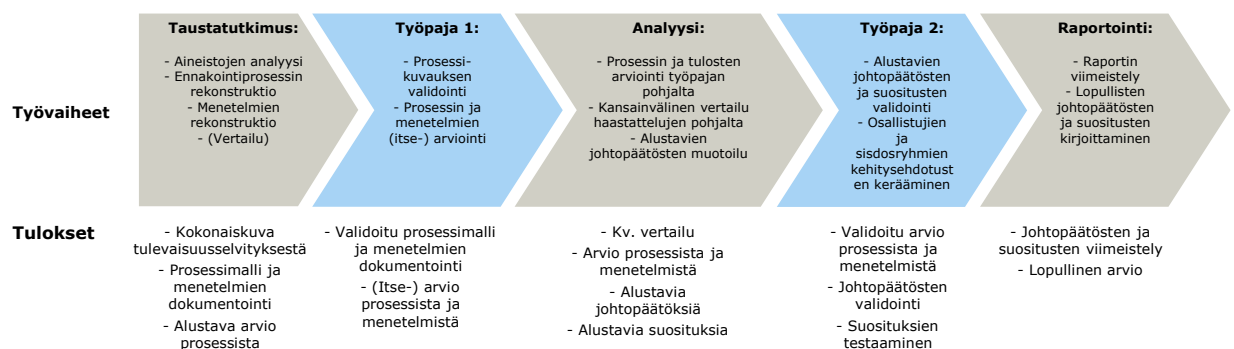 Taustatutkimus:
- Aineistojen analyysi
- Ennakointiprosessin
rekonstruktio
- Menetelmien
rekonstruktio
- (Vertailu)
Työpaja 1:
- Prosessi-
kuvauksen
validointi
- Prosessin ja
menetelmien
(itse-) arviointi
Analyysi:
- Prosessin ja tulosten
arviointi työpajan
pohjalta
- Kansainvälinen vertailu
haastattelujen pohjalta
- Alustavien
johtopäätösten muotoilu
Työpaja 2:
- Alustavien
johtopäätösten
ja suositusten
validointi
- Osallistujien
ja
sisdosryhmien
kehitysehdotust
en kerääminen
Raportointi:
- Raportin
viimeistely
- Lopullisten
johtopäätösten
ja suositusten
kirjoittaminen
Työvaiheet
Tulokset
- Kokonaiskuva
tulevaisuusselvityksestä
- Prosessimalli ja
menetelmien
dokumentointi
- Alustava arvio
prosessista
- Validoitu prosessimalli
ja menetelmien
dokumentointi
- (Itse-) arvio
prosessista ja
menetelmistä
- Kv. vertailu
- Arvio prosessista ja
menetelmistä
- Alustavia
johtopäätöksiä
- Alustavia suosituksia
- Validoitu arvio
prosessista ja
menetelmistä
- Johtopäätösten
validointi
- Suosituksien
testaaminen
- Johtopäätösten ja
suositusten viimeistely
- Lopullinen arvio